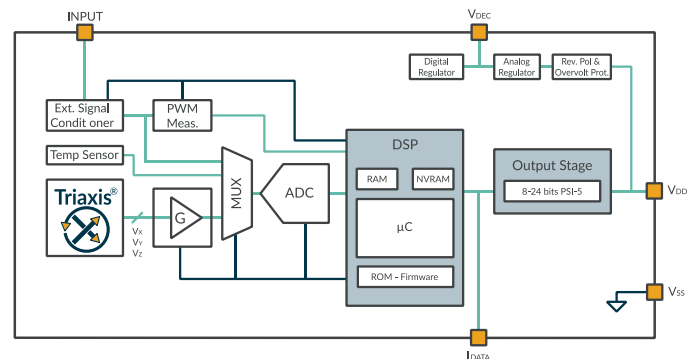 INPUT
VDEC
Digital
Regulator
Analog
Regulator
Rev. Pol &
Overvolt Prot.
Ext. Signal
Condit oner
PWM
Meas.
Temp Sensor
Triaxis®
VX
VY
VZ
G
MUX
ADC
DSP
RAM
NVRAM
µC
ROM - Firmware
Output Stage
8-24 bits PSI-5
VDD
VSS
IDATA